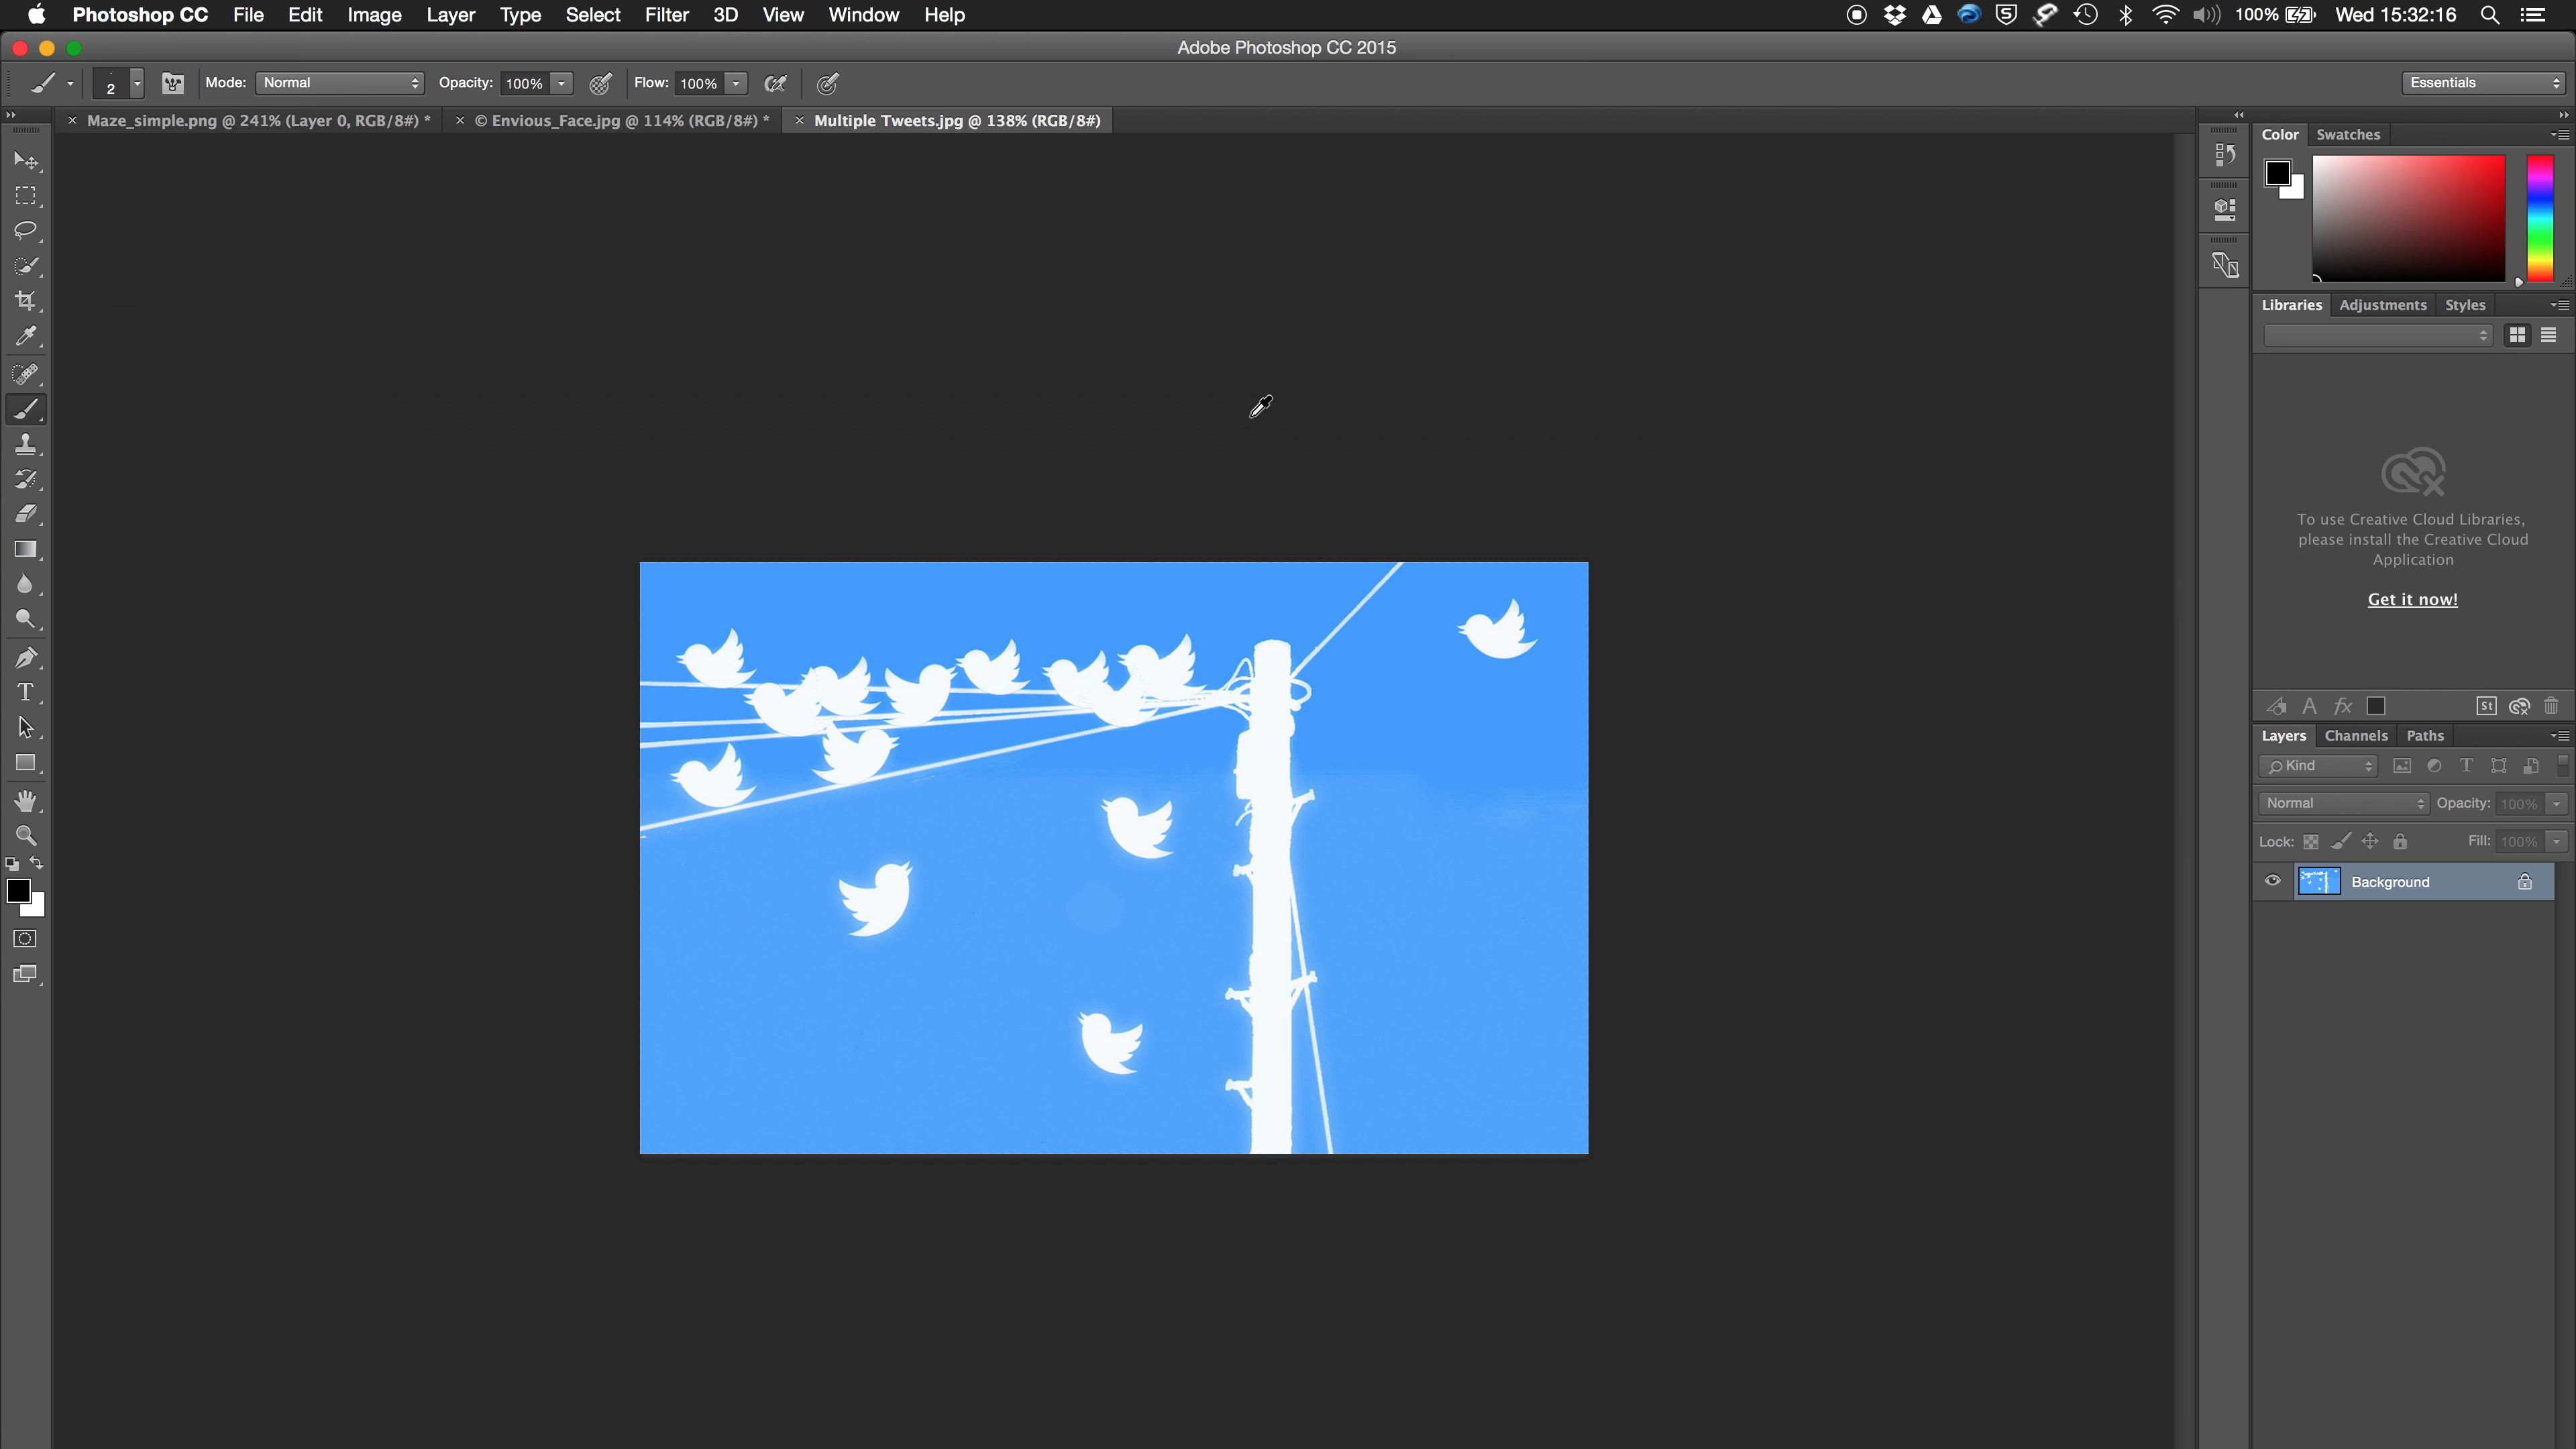 Photoshop CC File Edit Image Layer Type Select Filter 3D View Window Help 100% Wed 15:32:16
Adobe Photoshop CC 2015
2 Mode: Normal Opacity: 100% Flow: 100% Essentials
Maze_simple.png @ 241% (Layer 0, RGB/8#) * © Envious_Face.jpg @ 114% (RGB/8#) * Multiple Tweets.jpg @ 138% (RGB/8#)
Color Swatches
Libraries Adjustments Styles
To use Creative Cloud Libraries,
please install the Creative Cloud
Application
Get it now!
A fx St
Layers Channels Paths
Kind T
Normal Opacity: 100%
Lock: Fill: 100%
Background
T